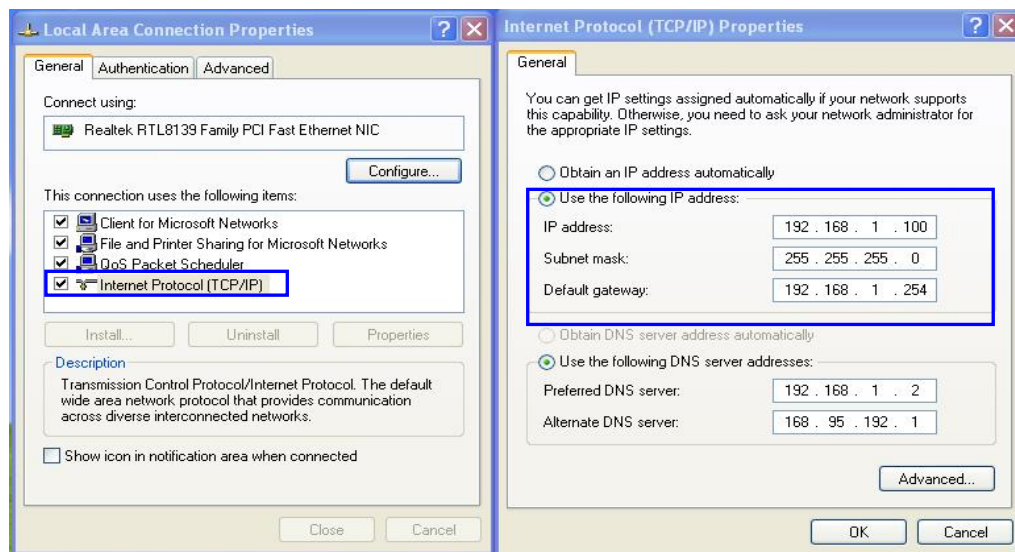 Local Area Connection Properties
General Authentication Advanced
Connect using:
Realtek RTL8139 Family PCI Fast Ethernet NIC
Configure...
This connection uses the following items:
Client for Microsoft Networks
File and Printer Sharing for Microsoft Networks
QoS Packet Scheduler
Internet Protocol (TCP/IP)
Install... Uninstall Properties
Description
Transmission Control Protocol/Internet Protocol. The default
wide area network protocol that provides communication
across diverse interconnected networks.
Show icon in notification area when connected
Close Cancel
Internet Protocol (TCP/IP) Properties
General
You can get IP settings assigned automatically if your network supports
this capability. Otherwise, you need to ask your network administrator for
the appropriate IP settings.
Obtain an IP address automatically
Use the following IP address:
IP address: 192 . 168 . 1 . 100
Subnet mask: 255 . 255 . 255 . 0
Default gateway: 192 . 168 . 1 . 254
Obtain DNS server address automatically
Use the following DNS server addresses:
Preferred DNS server: 192 . 168 . 1 . 2
Alternate DNS server: 168 . 95 . 192 . 1
Advanced...
OK Cancel